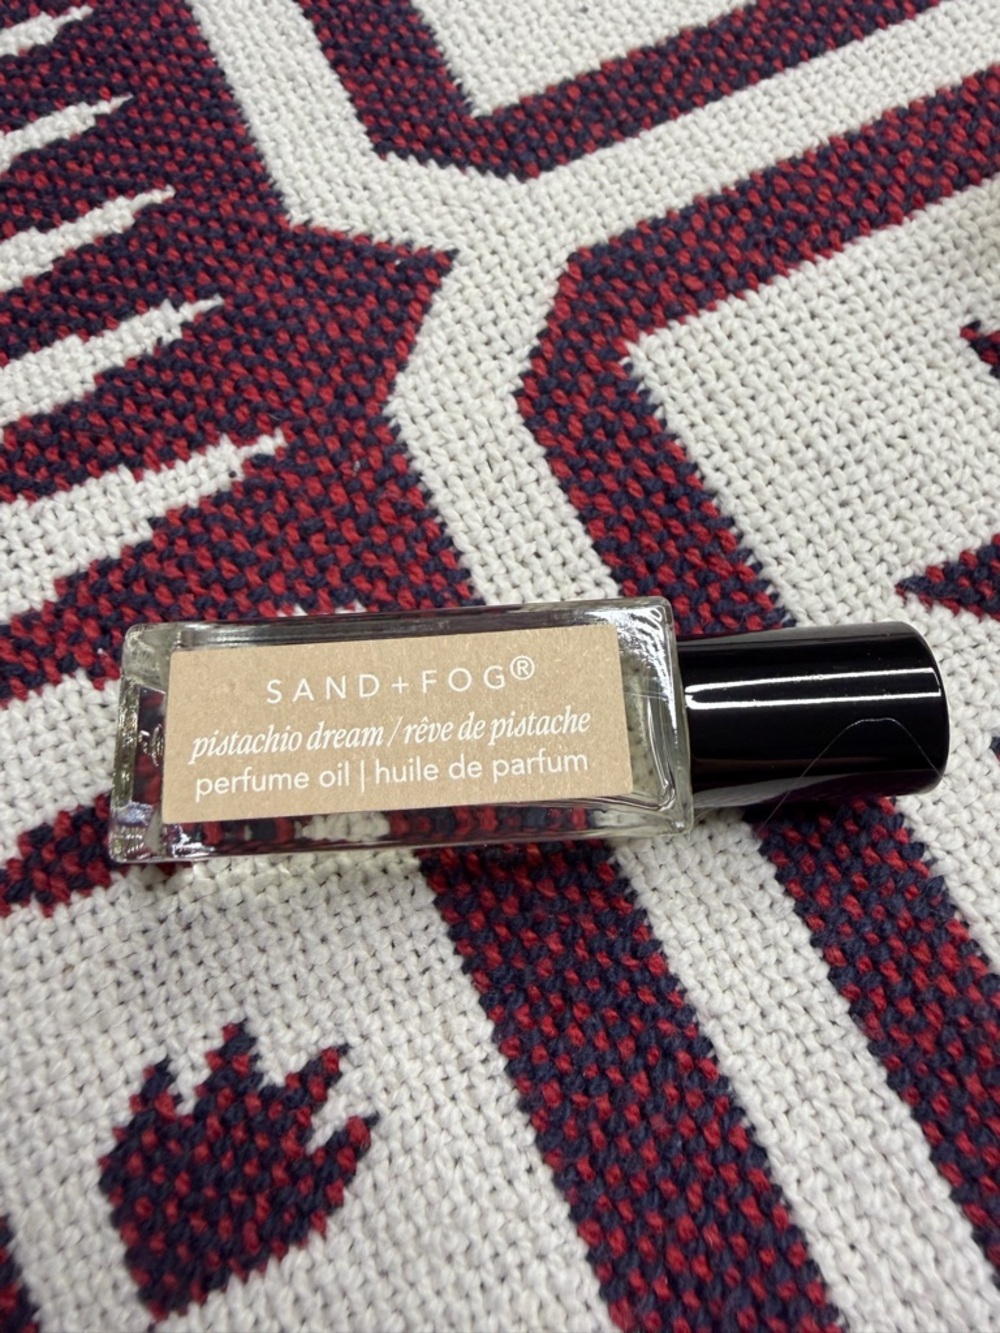 SAND+FOG®
pistachio dream / rêve de pistache
perfume oil | huile de parfum